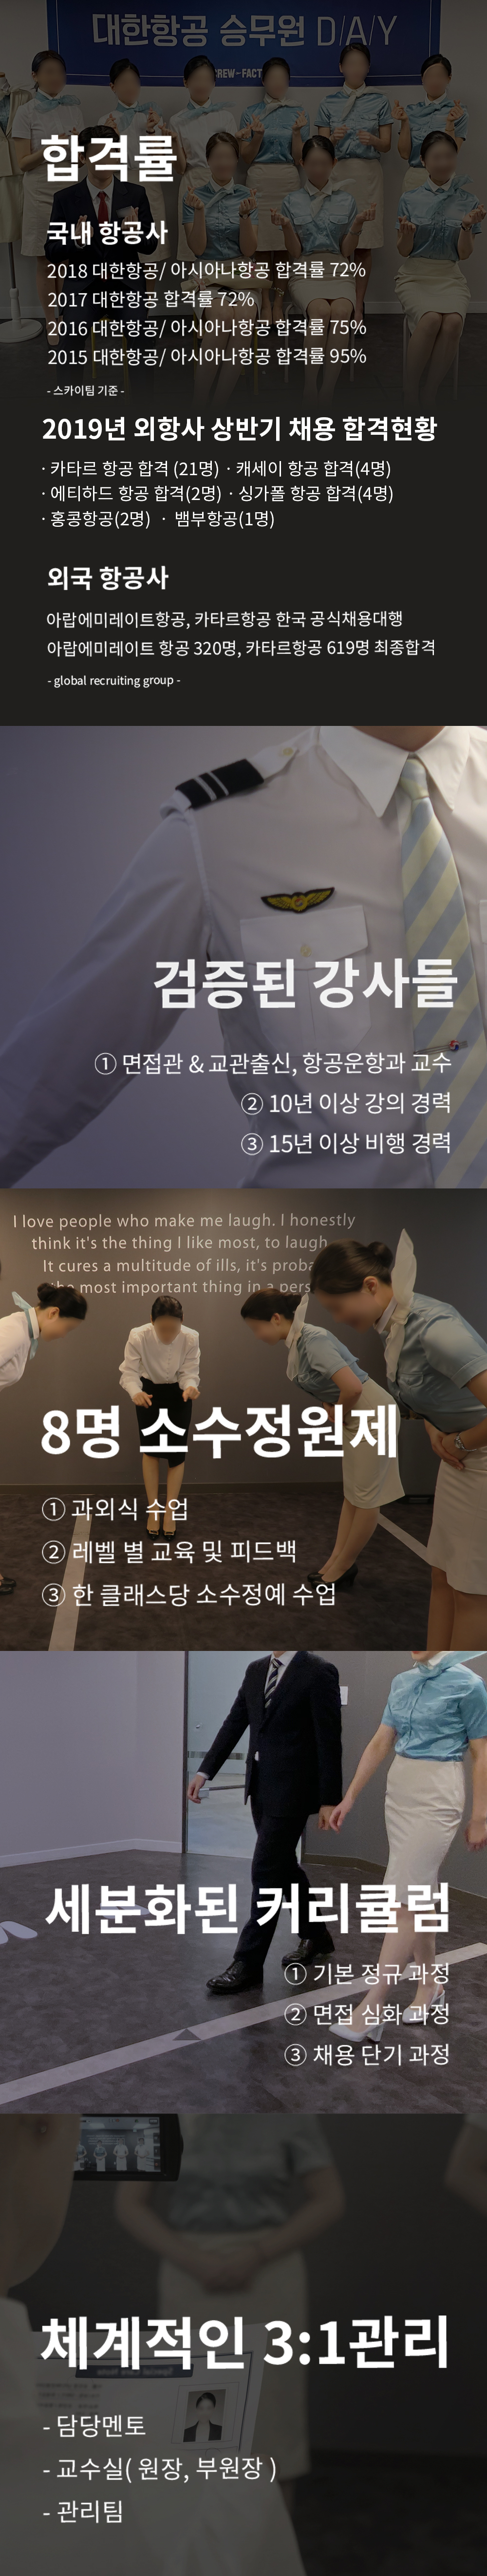 대한항공 승무원 D/A/Y
CREW-FACT
합격률
국내 항공사
2018 대한항공/ 아시아나항공 합격률 72%
2017 대한항공 합격률 72%
2016 대한항공/ 아시아나항공 합격률 75%
2015 대한항공/ 아시아나항공 합격률 95%
- 스카이팀 기준 -
2019년 외항사 상반기 채용 합격현황
· 카타르 항공 합격 (21명) · 캐세이 항공 합격(4명)
· 에티하드 항공 합격(2명) · 싱가폴 항공 합격(4명)
· 홍콩항공(2명) · 뱀부항공(1명)
외국 항공사
아랍에미레이트항공, 카타르항공 한국 공식채용대행
아랍에미레이트 항공 320명, 카타르항공 619명 최종합격
- global recruiting group -
검증된 강사들
① 면접관 & 교관출신, 항공운항과 교수
② 10년 이상 강의 경력
③ 15년 이상 비행 경력
I love people who make me laugh. I honestly
think it's the thing I like most, to laugh
It cures a multitude of ills, it's proba
the most important thing in a pers
8명 소수정원제
① 과외식 수업
② 레벨 별 교육 및 피드백
③ 한 클래스당 소수정예 수업
세분화된 커리큘럼
① 기본 정규 과정
② 면접 심화 과정
③ 채용 단기 과정
체계적인 3:1관리
- 담당멘토
- 교수실( 원장, 부원장 )
- 관리팀